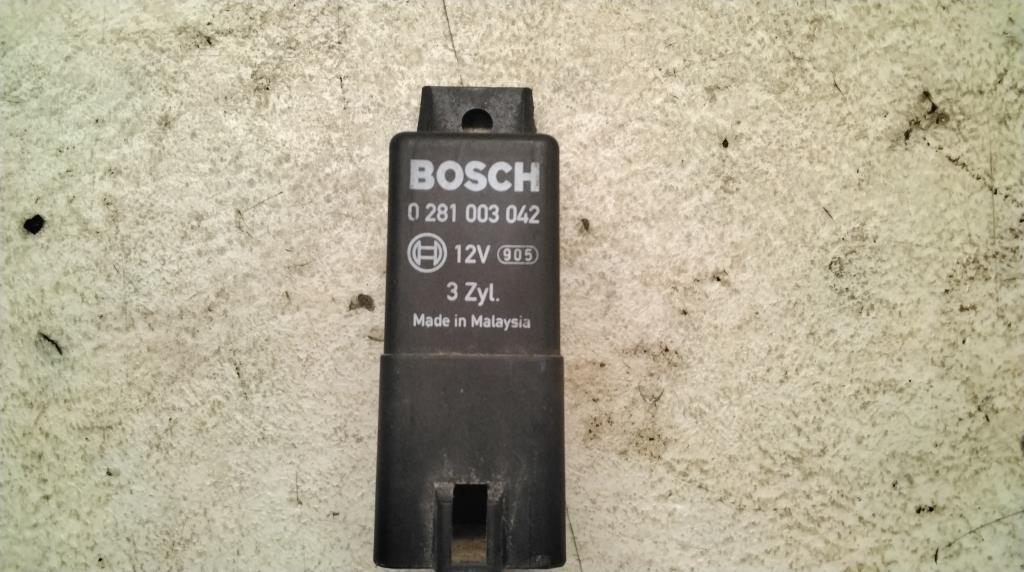 BOSCH
0 281 003 042
12V 905
3 Zyl.
Made in Malaysia